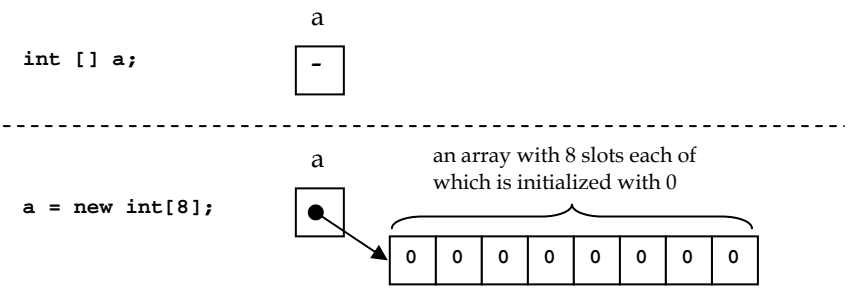 a
int [] a;
-
a
an array with 8 slots each of
which is initialized with 0
a = new int[8];
0 0 0 0 0 0 0 0